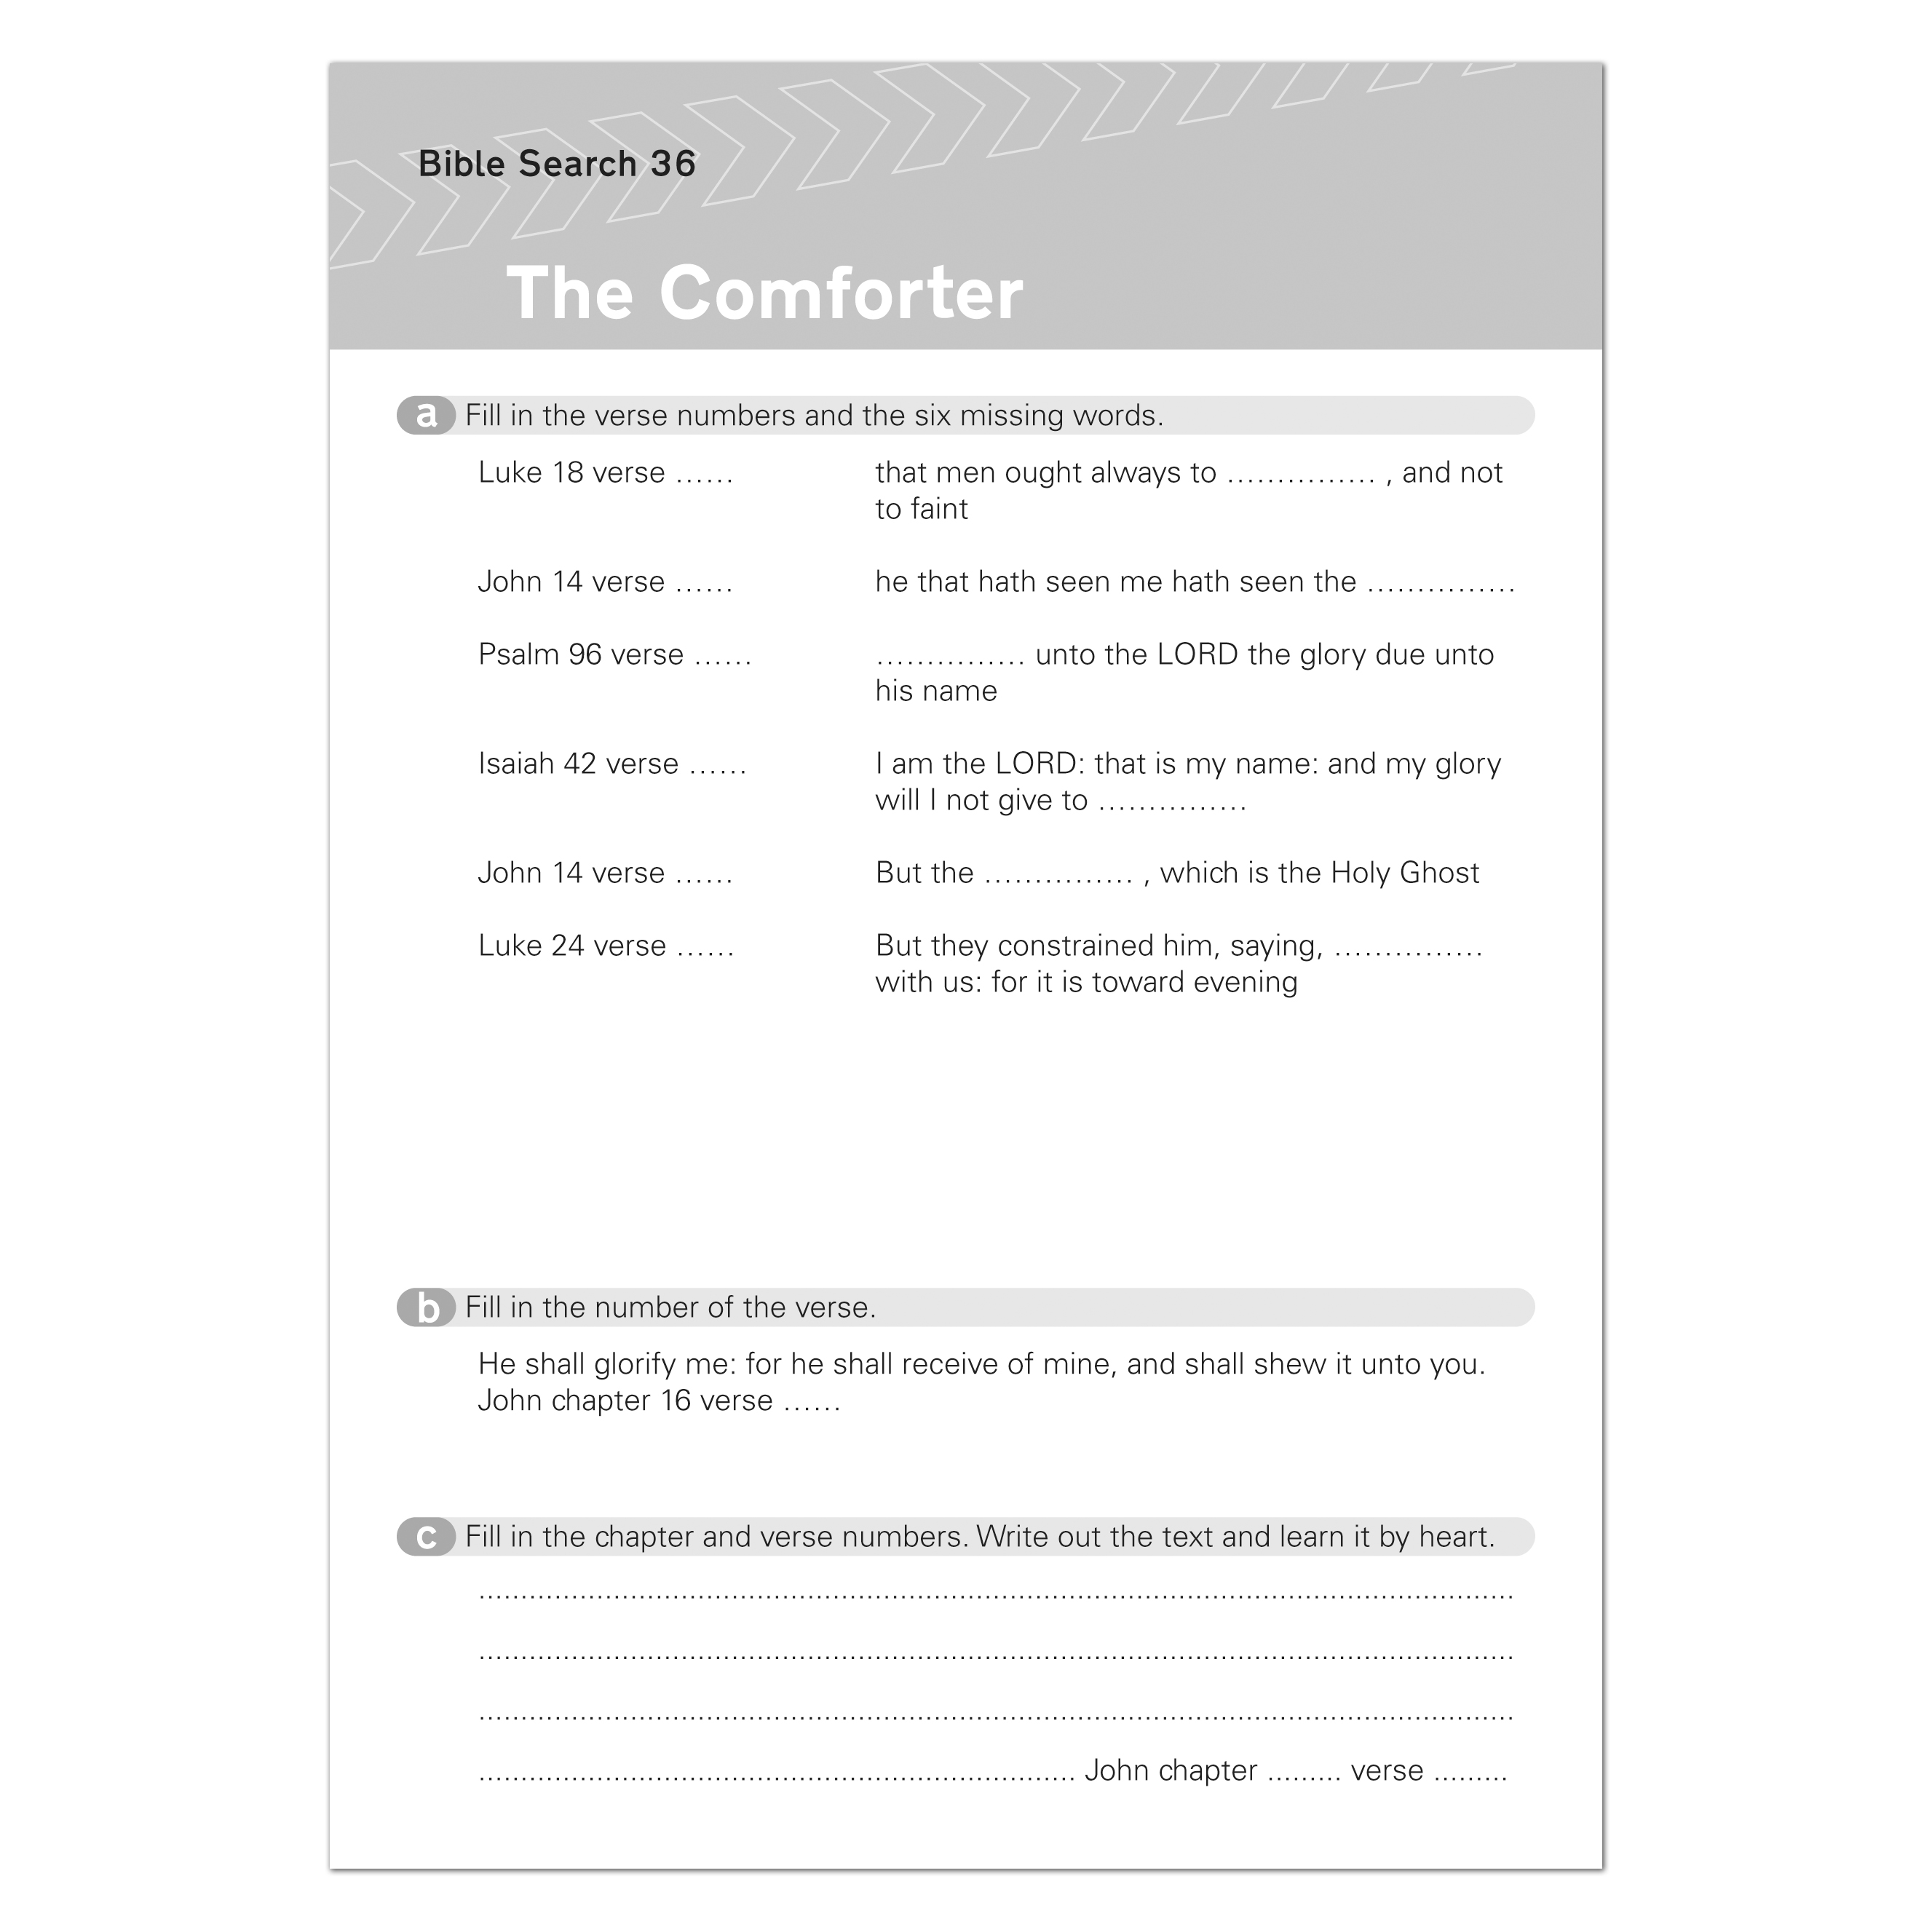 Bible Search 36
The Comforter
a Fill in the verse numbers and the six missing words.
Luke 18 verse ...... that men ought always to ............... , and not
to faint
John 14 verse ...... he that hath seen me hath seen the ...............
Psalm 96 verse ...... ............... unto the LORD the glory due unto
his name
Isaiah 42 verse ...... I am the LORD: that is my name: and my glory
will I not give to ...............
John 14 verse ...... But the ............... , which is the Holy Ghost
Luke 24 verse ...... But they constrained him, saying, ...............
with us: for it is toward evening
b Fill in the number of the verse.
He shall glorify me: for he shall receive of mine, and shall shew it unto you.
John chapter 16 verse ......
c Fill in the chapter and verse numbers. Write out the text and learn it by heart.
John chapter ......... verse .........